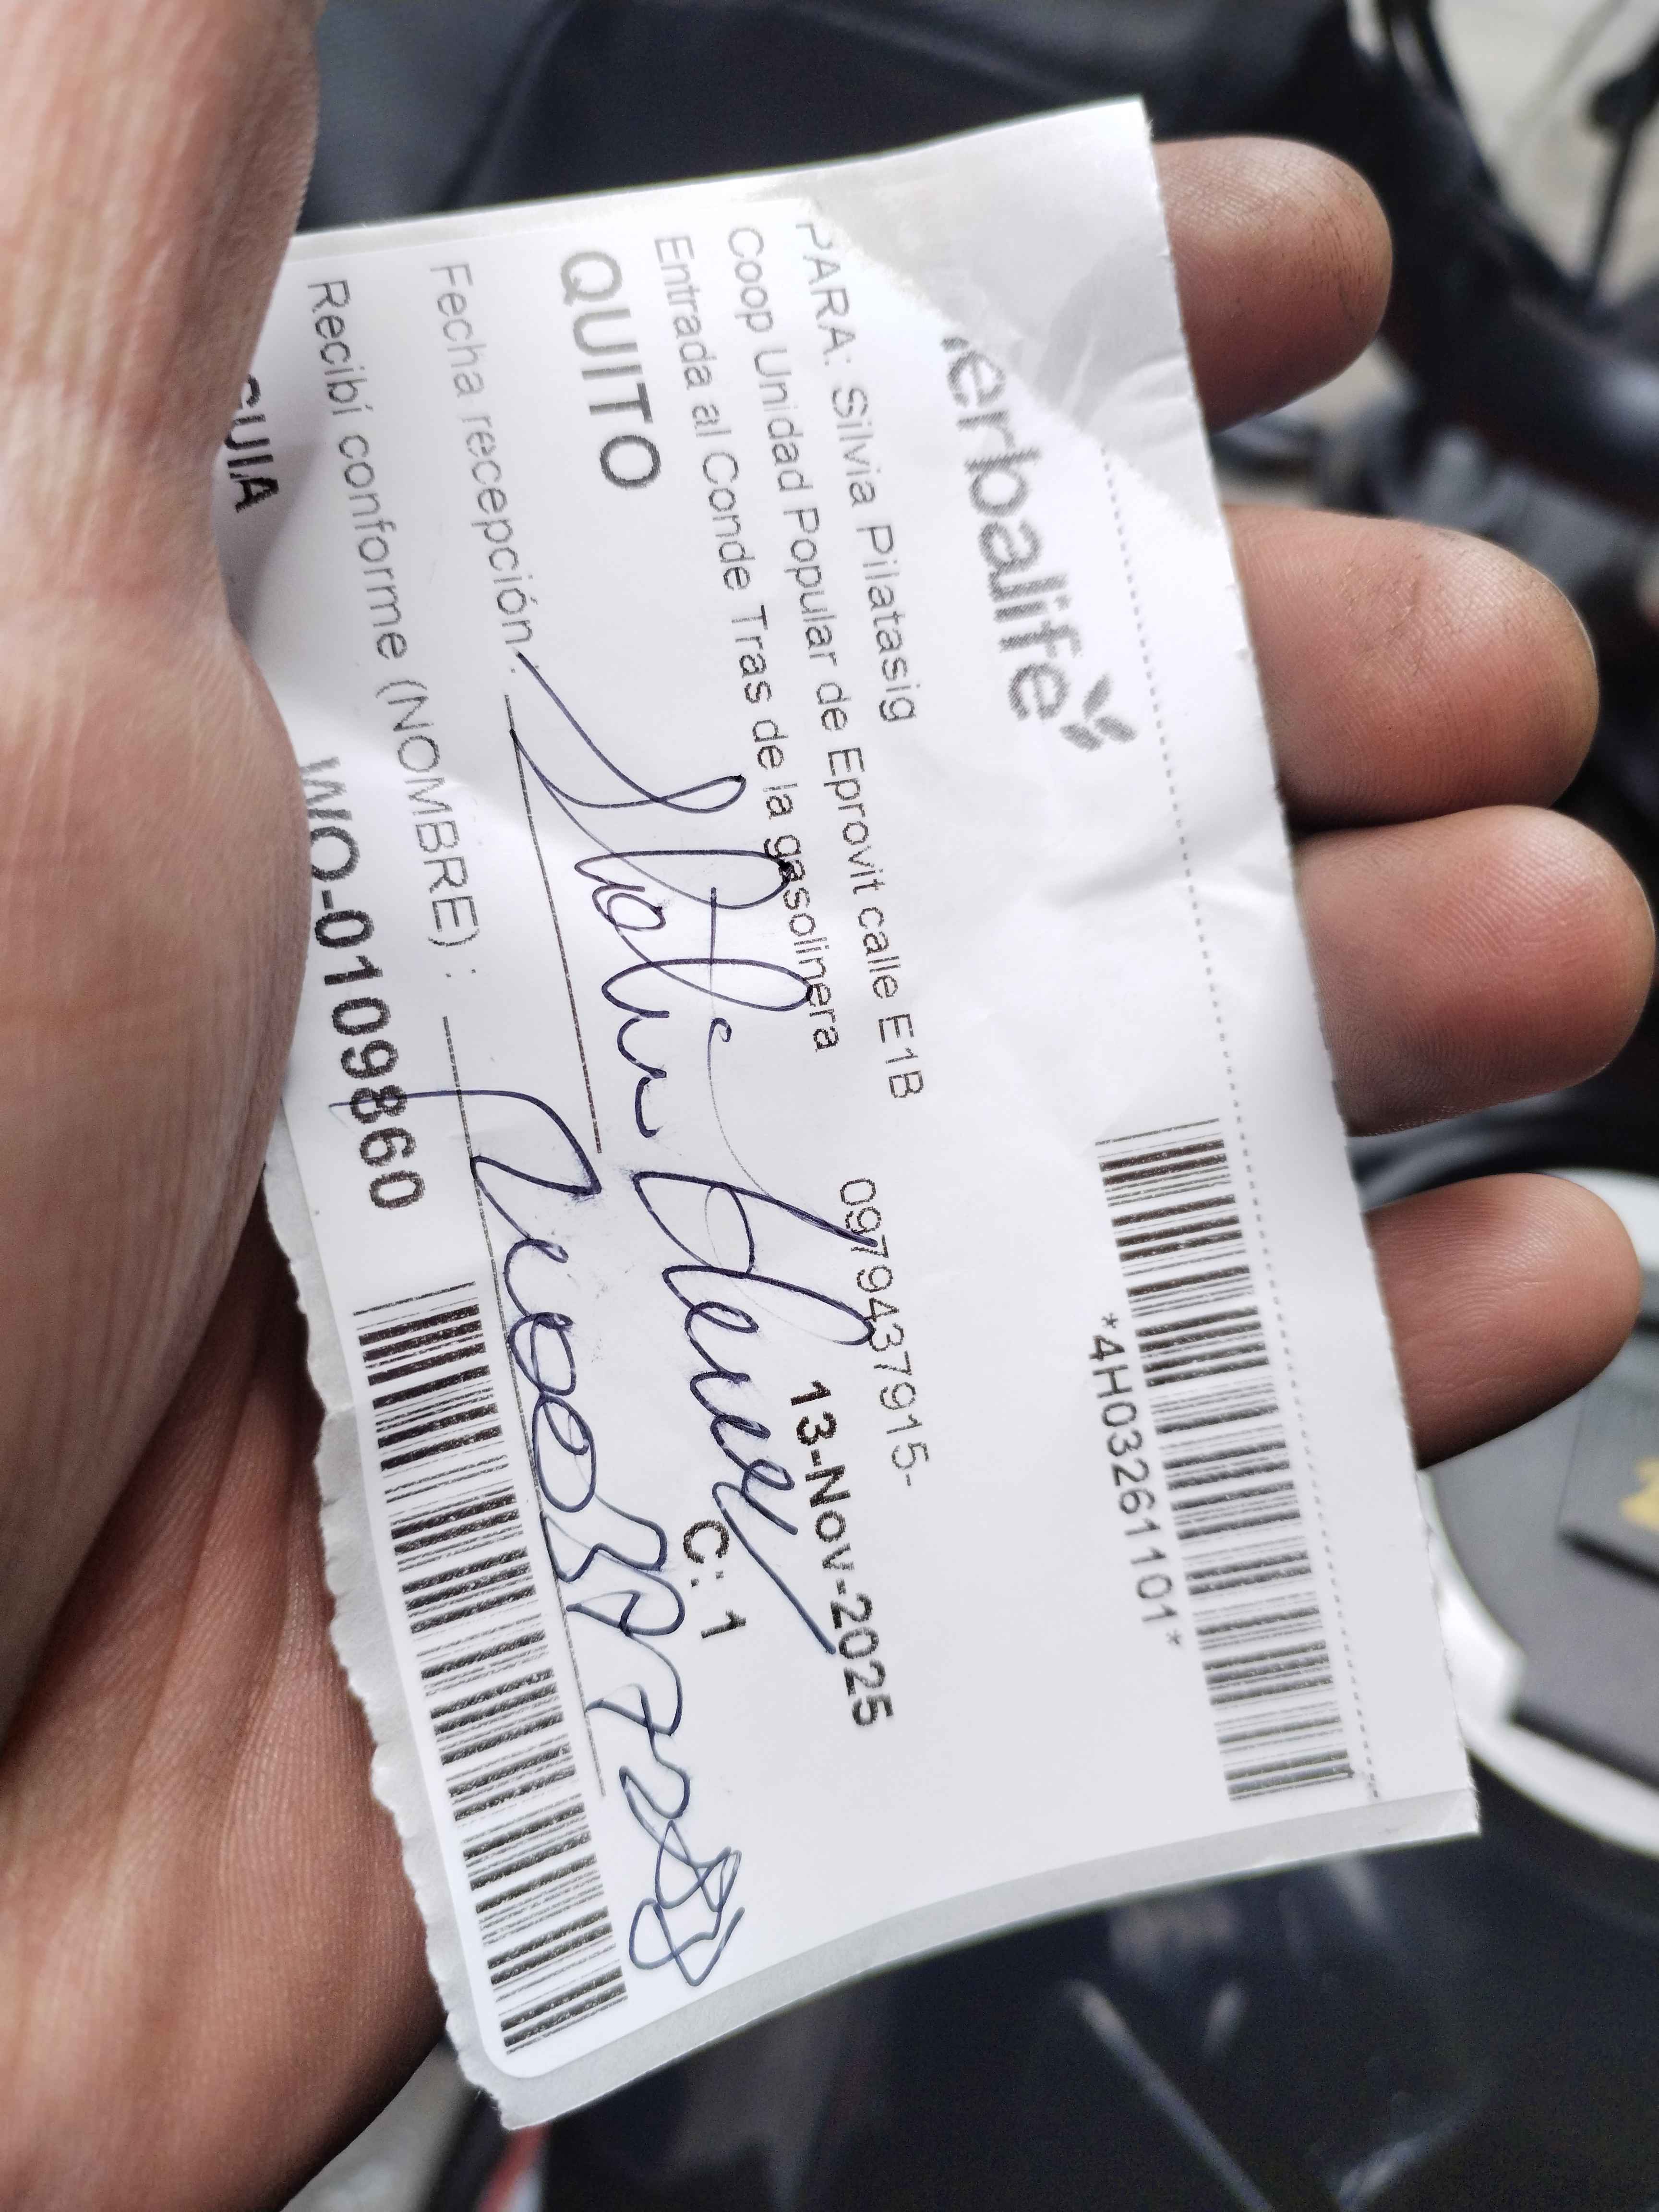 erbalife
*4H03261101*
PARA: Silvia Pilatasig
Coop Unidad Popular de Eprovit calle E1B 0979437915-
Entrada al Conde Tras de la gasolinera
13-Nov-2025
QUITO
C: 1
Fecha recepción:
Recibí conforme (NOMBRE) :
GUIA WO-0109860